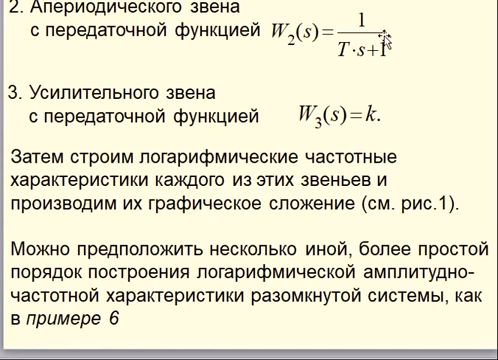 2. Апериодического звена
с передаточной функцией W₂(s)=1/(T·s+1)
3. Усилительного звена
с передаточной функцией W₃(s)=k.
Затем строим логарифмические частотные
характеристики каждого из этих звеньев и
производим их графическое сложение (см. рис.1).
Можно предположить несколько иной, более простой
порядок построения логарифмической амплитудно-
частотной характеристики разомкнутой системы, как
в примере 6